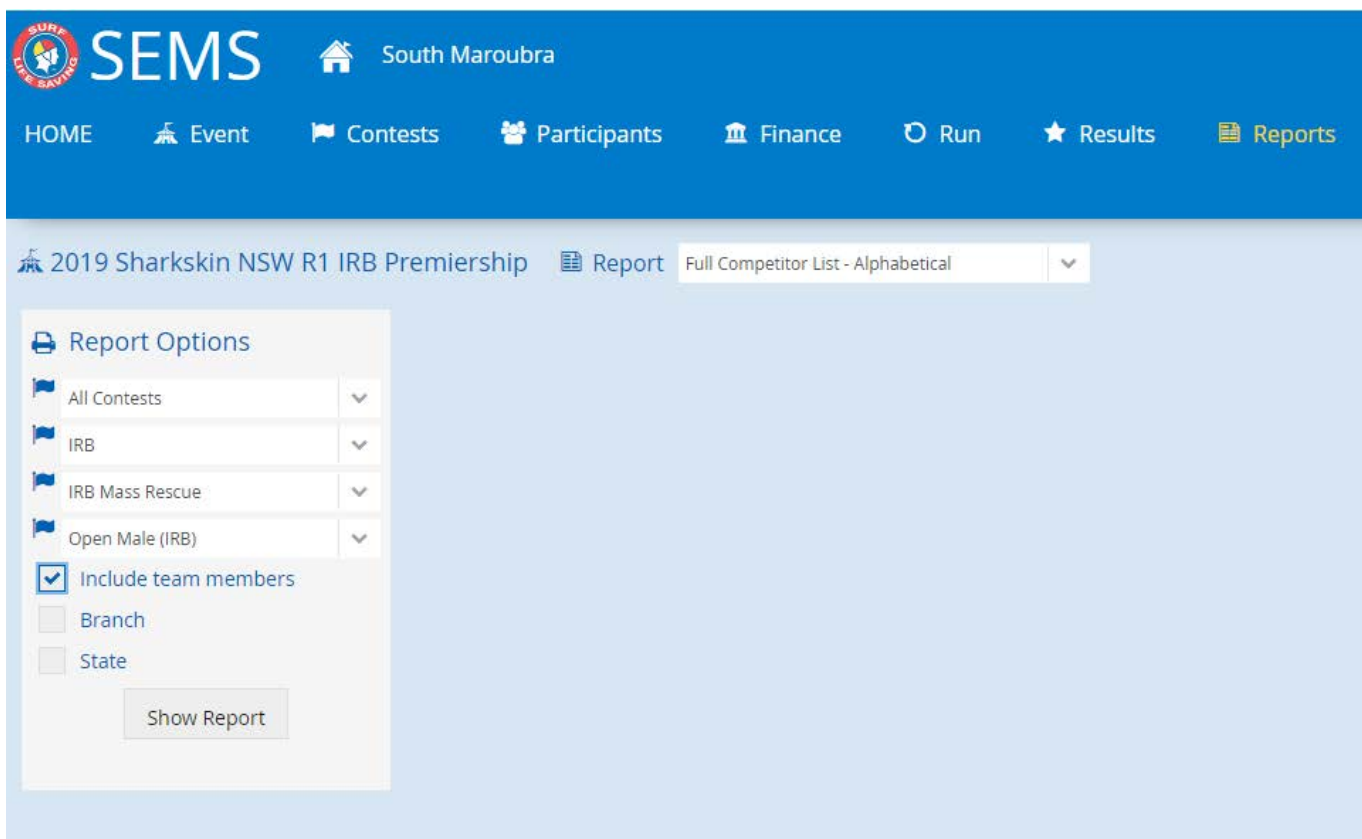 SURF
LIFE SAVING
SEMS South Maroubra
HOME Event Contests Participants Finance Run Results Reports
2019 Sharkskin NSW R1 IRB Premiership Report Full Competitor List - Alphabetical
Report Options
All Contests
IRB
IRB Mass Rescue
Open Male (IRB)
Include team members
Branch
State
Show Report